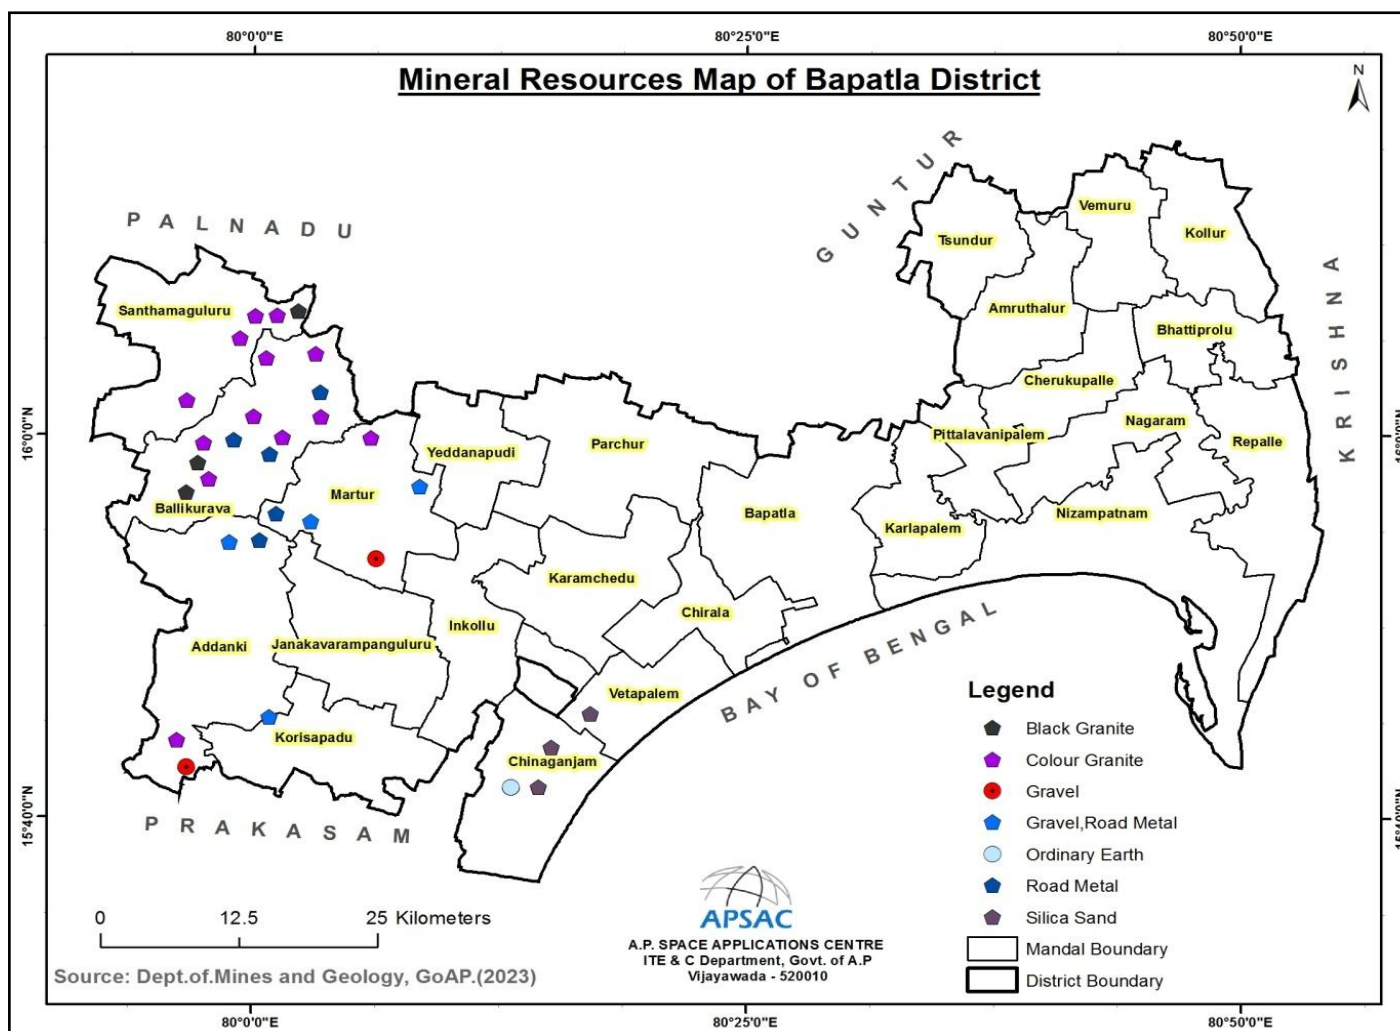 80°0'0"E 80°25'0"E 80°50'0"E
Mineral Resources Map of Bapatla District
N
PALNADU
GUNTUR
KRISHNA
Santhamaguluru
Tsundur
Vemuru
Kollur
Amruthalur
Bhattiprolu
Cherukupalle
16°0'0"N
Yeddanapudi
Parchur
Pittalavanipalem
Nagaram
Repalle
Martur
Ballikurava
Bapatla
Karlapalem
Nizampatnam
Karamchedu
Chirala
Inkollu
Addanki
Janakavarampanguluru
Vetapalem
BAY OF BENGAL
Korisapadu
Chinaganjam
15°40'0"N
PRAKASAM
Legend
Black Granite
Colour Granite
Gravel
Gravel,Road Metal
Ordinary Earth
Road Metal
Silica Sand
Mandal Boundary
District Boundary
0 12.5 25 Kilometers
APSAC
A.P. SPACE APPLICATIONS CENTRE
ITE & C Department, Govt. of A.P
Vijayawada - 520010
Source: Dept.of.Mines and Geology, GoAP.(2023)
80°0'0"E 80°25'0"E 80°50'0"E